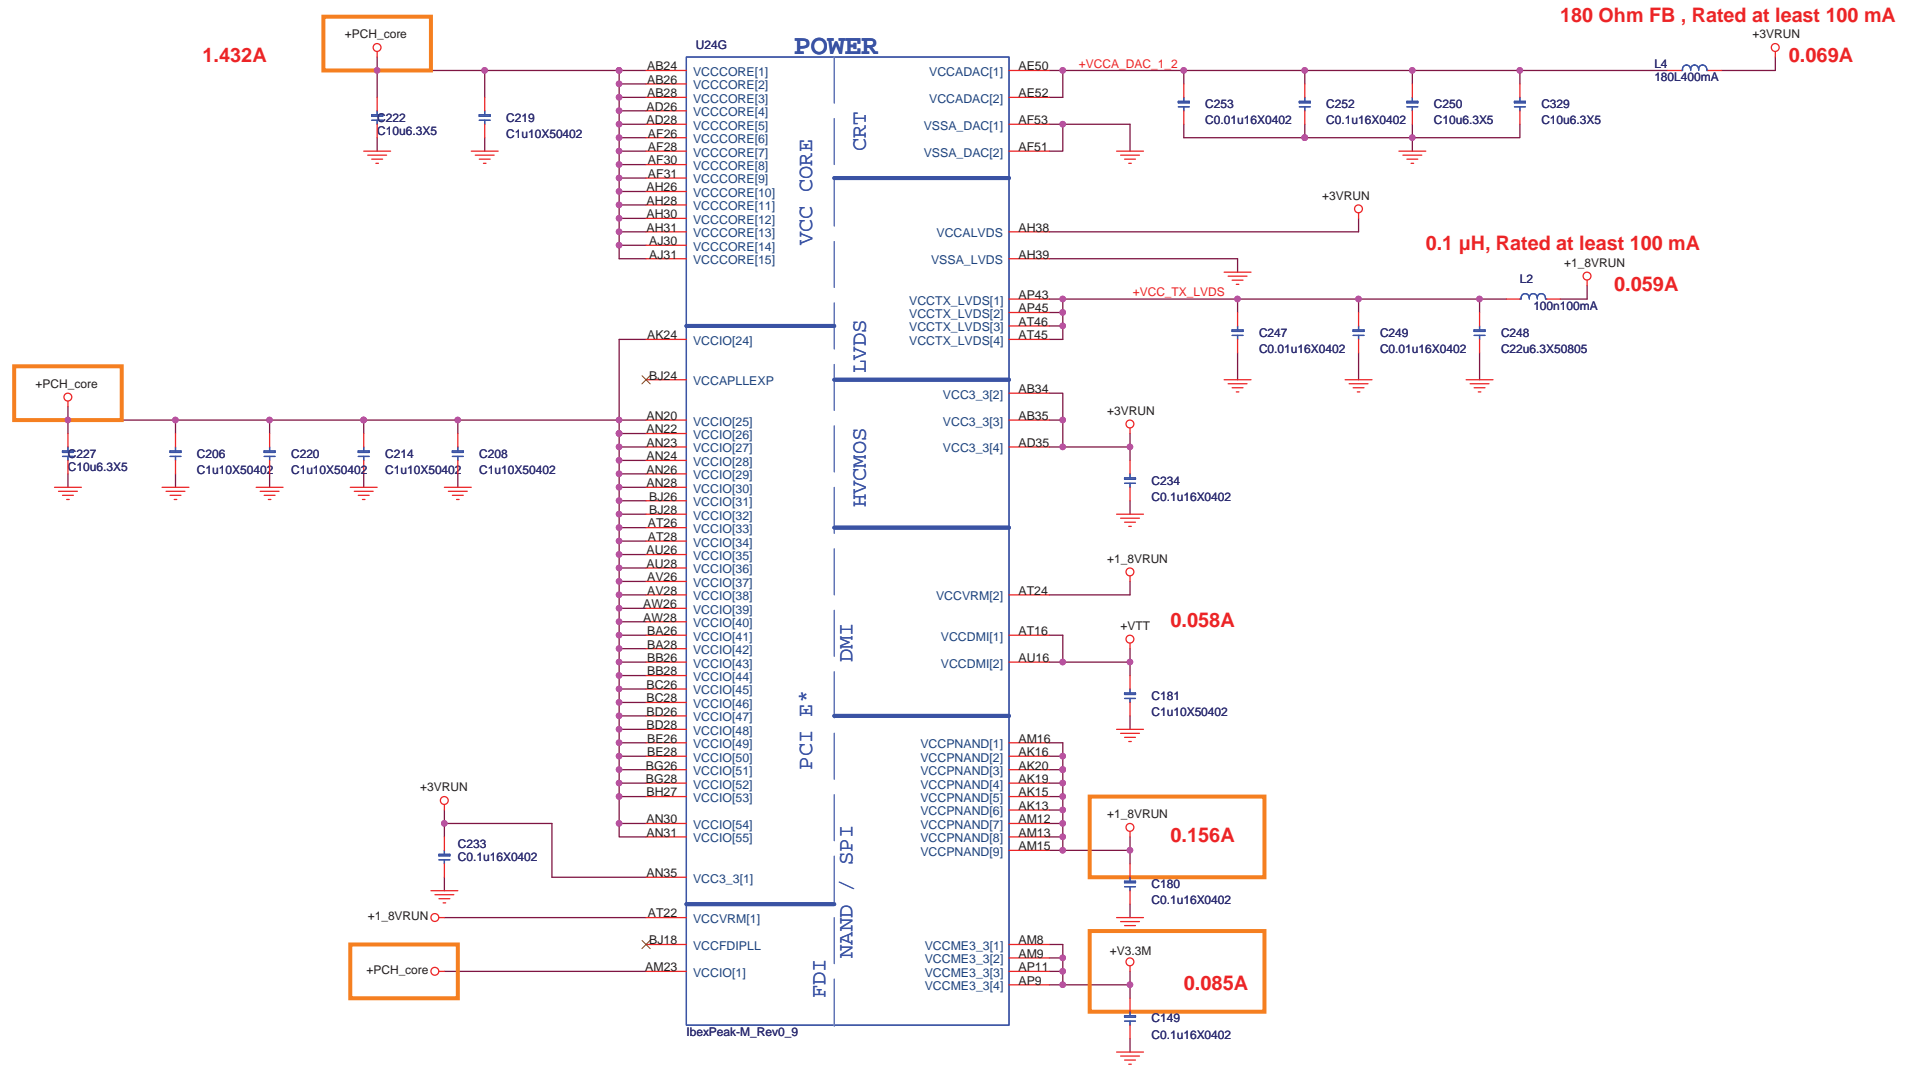 180 Ohm FB , Rated at least 100 mA
+3VRUN
0.069A
+PCH_core
1.432A
U24G
POWER
AB24 VCCCORE[1]
AB26 VCCCORE[2]
AB28 VCCCORE[3]
AD26 VCCCORE[4]
AD28 VCCCORE[5]
AF26 VCCCORE[6]
AF28 VCCCORE[7]
AF30 VCCCORE[8]
AF31 VCCCORE[9]
AH26 VCCCORE[10]
AH28 VCCCORE[11]
AH30 VCCCORE[12]
AH31 VCCCORE[13]
AJ30 VCCCORE[14]
AJ31 VCCCORE[15]
C222
C10u6.3X5
C219
C1u10X50402
VCC CORE
CRT
VCCADAC[1] AE50
VCCADAC[2] AE52
VSSA_DAC[1] AF53
VSSA_DAC[2] AF51
+VCCA_DAC_1_2
L4
180L400mA
C253
C0.01u16X0402
C252
C0.1u16X0402
C250
C10u6.3X5
C329
C10u6.3X5
+3VRUN
VCCALVDS AH38
VSSA_LVDS AH39
0.1 µH, Rated at least 100 mA
+1_8VRUN
0.059A
L2
100n100mA
+VCC_TX_LVDS
VCCTX_LVDS[1] AP43
VCCTX_LVDS[2] AP45
VCCTX_LVDS[3] AT46
VCCTX_LVDS[4] AT45
LVDS
C247
C0.01u16X0402
C249
C0.01u16X0402
C248
C22u6.3X50805
AK24 VCCIO[24]
BJ24 VCCAPLLEXP
+PCH_core
C227
C10u6.3X5
C206
C1u10X50402
C220
C1u10X50402
C214
C1u10X50402
C208
C1u10X50402
AN20 VCCIO[25]
AN22 VCCIO[26]
AN23 VCCIO[27]
AN24 VCCIO[28]
AN26 VCCIO[29]
AN28 VCCIO[30]
BJ26 VCCIO[31]
BJ28 VCCIO[32]
AT26 VCCIO[33]
AT28 VCCIO[34]
AU26 VCCIO[35]
AU28 VCCIO[36]
AV26 VCCIO[37]
AV28 VCCIO[38]
AW26 VCCIO[39]
AW28 VCCIO[40]
BA26 VCCIO[41]
BA28 VCCIO[42]
BB26 VCCIO[43]
BB28 VCCIO[44]
BC26 VCCIO[45]
BC28 VCCIO[46]
BD26 VCCIO[47]
BD28 VCCIO[48]
BE26 VCCIO[49]
BE28 VCCIO[50]
BG26 VCCIO[51]
BG28 VCCIO[52]
BH27 VCCIO[53]
AN30 VCCIO[54]
AN31 VCCIO[55]
PCI E*
HVCMOS
VCC3_3[2] AB34
VCC3_3[3] AB35
VCC3_3[4] AD35
+3VRUN
C234
C0.1u16X0402
DMI
+1_8VRUN
VCCVRM[2] AT24
VCCDMI[1] AT16
VCCDMI[2] AU16
+VTT
0.058A
C181
C1u10X50402
VCCPNAND[1] AM16
VCCPNAND[2] AK16
VCCPNAND[3] AK20
VCCPNAND[4] AK19
VCCPNAND[5] AK15
VCCPNAND[6] AK13
VCCPNAND[7] AM12
VCCPNAND[8] AM13
VCCPNAND[9] AM15
+1_8VRUN
0.156A
C180
C0.1u16X0402
NAND / SPI
+3VRUN
C233
C0.1u16X0402
AN35 VCC3_3[1]
+1_8VRUN
AT22 VCCVRM[1]
BJ18 VCCFDIPLL
+PCH_core
AM23 VCCIO[1]
FDI
VCCME3_3[1] AM8
VCCME3_3[2] AM9
VCCME3_3[3] AP11
VCCME3_3[4] AP9
+V3.3M
0.085A
C149
C0.1u16X0402
IbexPeak-M_Rev0_9